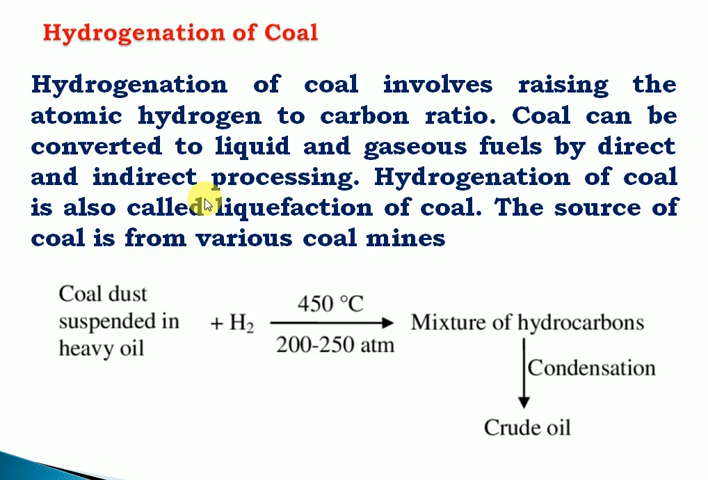 Hydrogenation of Coal
Hydrogenation of coal involves raising the
atomic hydrogen to carbon ratio. Coal can be
converted to liquid and gaseous fuels by direct
and indirect processing. Hydrogenation of coal
is also called liquefaction of coal. The source of
coal is from various coal mines
Coal dust
suspended in
heavy oil
+ H₂
450 °C
200-250 atm
Mixture of hydrocarbons
Condensation
Crude oil